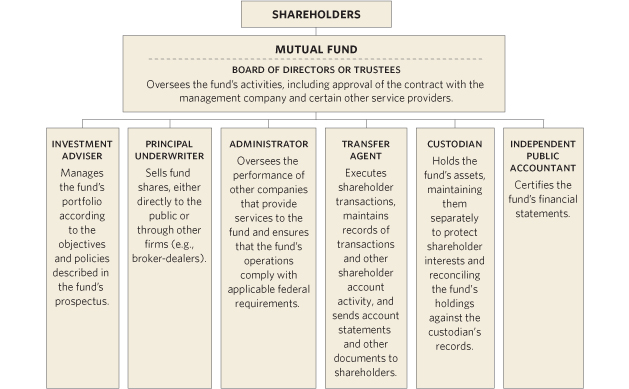 SHAREHOLDERS
MUTUAL FUND
BOARD OF DIRECTORS OR TRUSTEES
Oversees the fund's activities, including approval of the contract with the
management company and certain other service providers.
INVESTMENT
ADVISER
Manages
the fund's
portfolio
according
to the
objectives
and policies
described in
the fund's
prospectus.
PRINCIPAL
UNDERWRITER
Sells fund
shares, either
directly to the
public or
through other
firms (e.g.,
broker-dealers).
ADMINISTRATOR
Oversees the
performance of
other companies
that provide
services to the
fund and ensures
that the fund's
operations
comply with
applicable federal
requirements.
TRANSFER
AGENT
Executes
shareholder
transactions,
maintains
records of
transactions
and other
shareholder
account
activity, and
sends account
statements
and other
documents to
shareholders.
CUSTODIAN
Holds the
fund's assets,
maintaining
them
separately
to protect
shareholder
interests and
reconciling
the fund's
holdings
against the
custodian's
records.
INDEPENDENT
PUBLIC
ACCOUNTANT
Certifies the
fund's financial
statements.